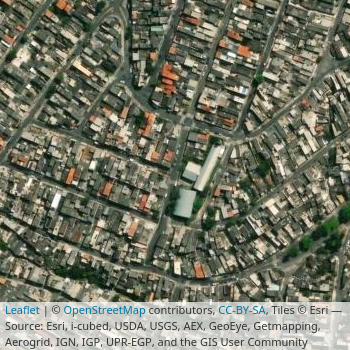 Leaflet | © OpenStreetMap contributors, CC-BY-SA, Tiles © Esri —
Source: Esri, i-cubed, USDA, USGS, AEX, GeoEye, Getmapping,
Aerogrid, IGN, IGP, UPR-EGP, and the GIS User Community